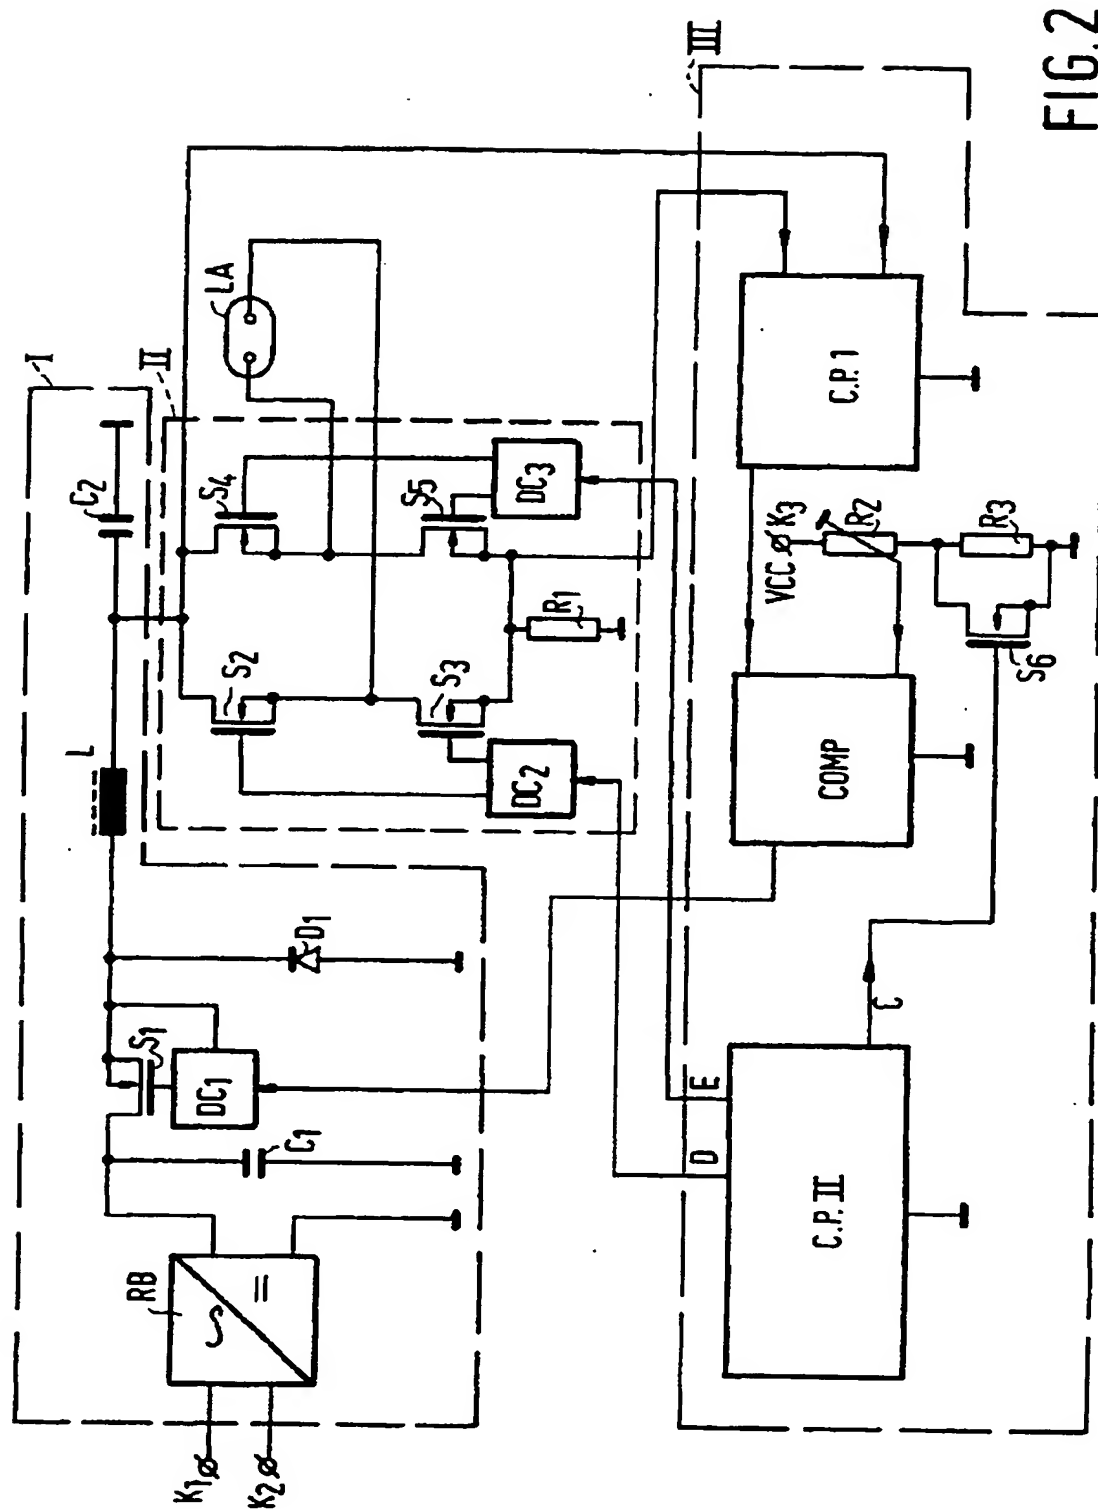 I
II
III
K1
K2
RB
C1
S1
DC1
D1
L
C2
S2
S4
S3
S5
DC2
DC3
R1
LA
D
E
C
C.P.II
COMP
C.P.1
VCC
K3
R2
R3
S6
FIG.2